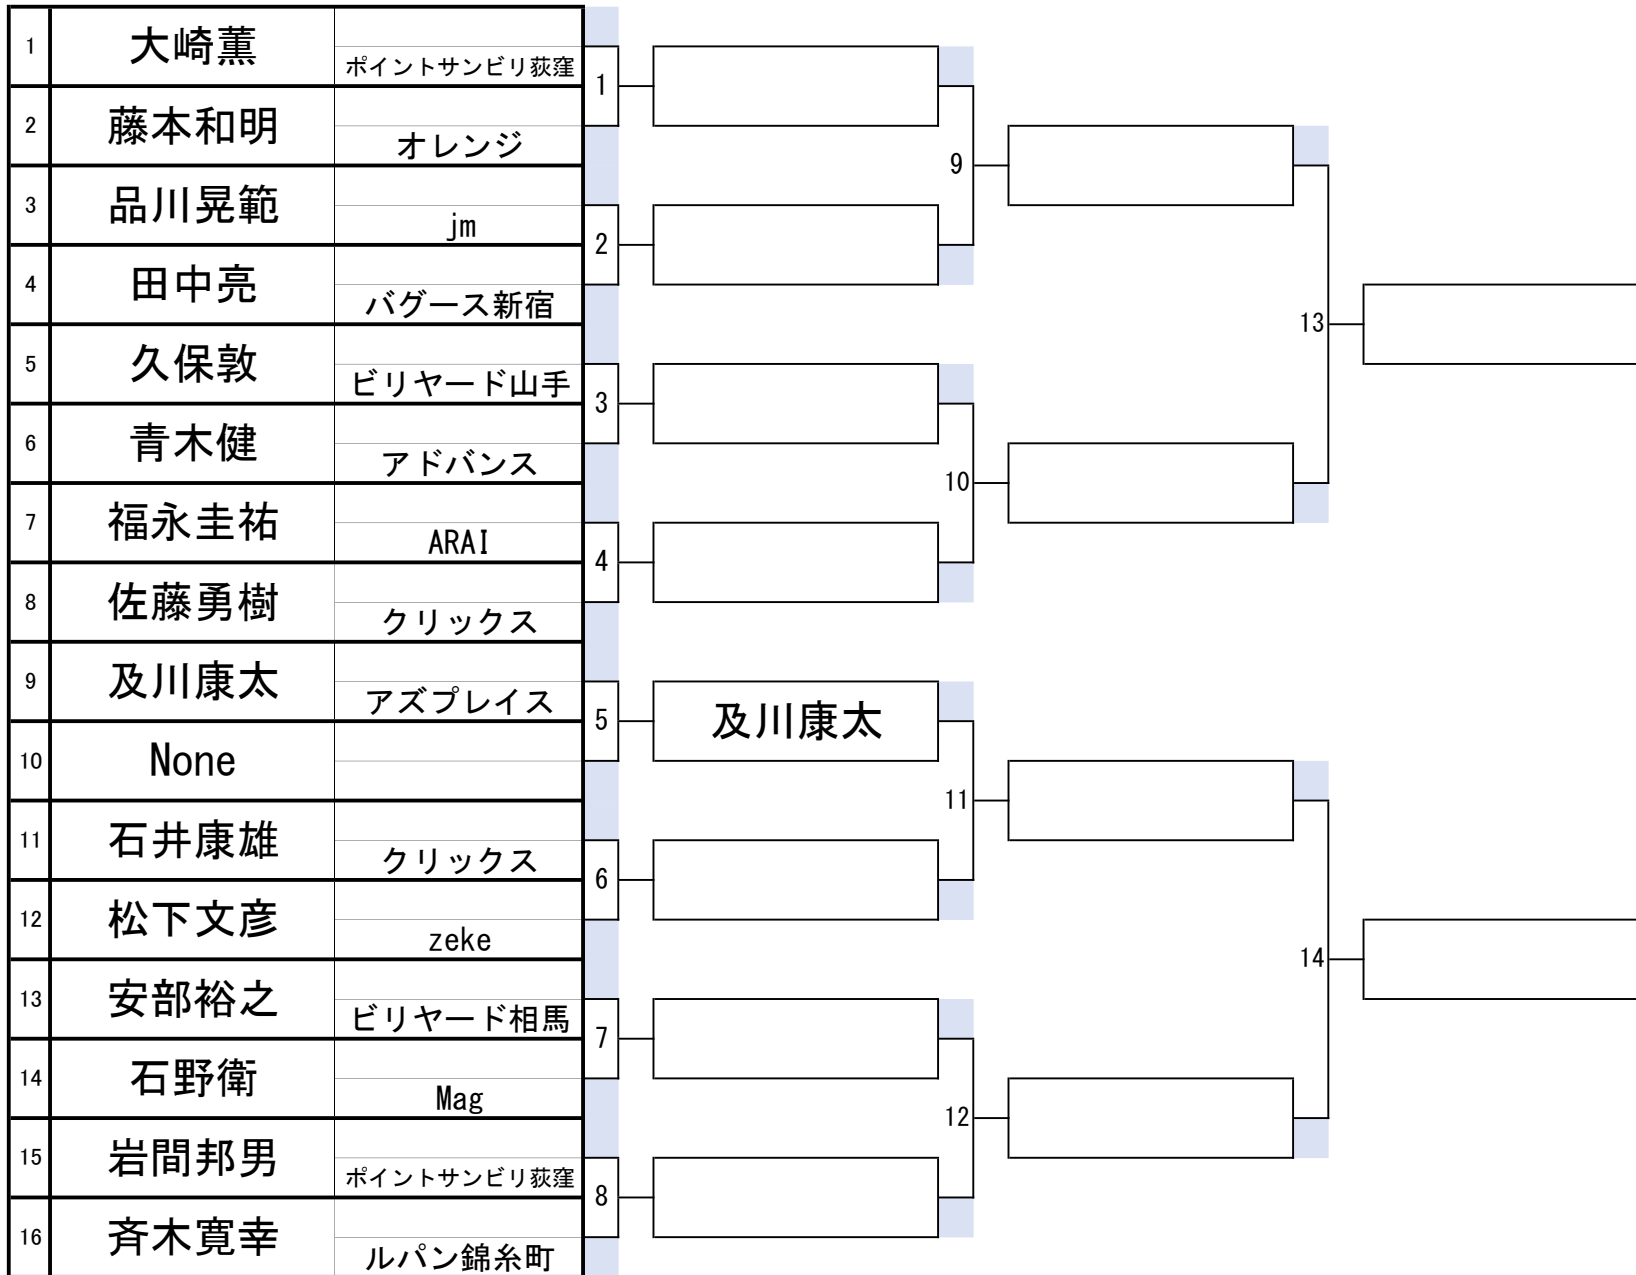 1 大崎薫 ポイントサンビリ荻窪
2 藤本和明 オレンジ
3 品川晃範 jm
4 田中亮 バグース新宿
5 久保敦 ビリヤード山手
6 青木健 アドバンス
7 福永圭祐 ARAI
8 佐藤勇樹 クリックス
9 及川康太 アズプレイス
10 None
11 石井康雄 クリックス
12 松下文彦 zeke
13 安部裕之 ビリヤード相馬
14 石野衛 Mag
15 岩間邦男 ポイントサンビリ荻窪
16 斉木寛幸 ルパン錦糸町
1
2
3
4
5 及川康太
6
7
8
9
10
11
12
13
14